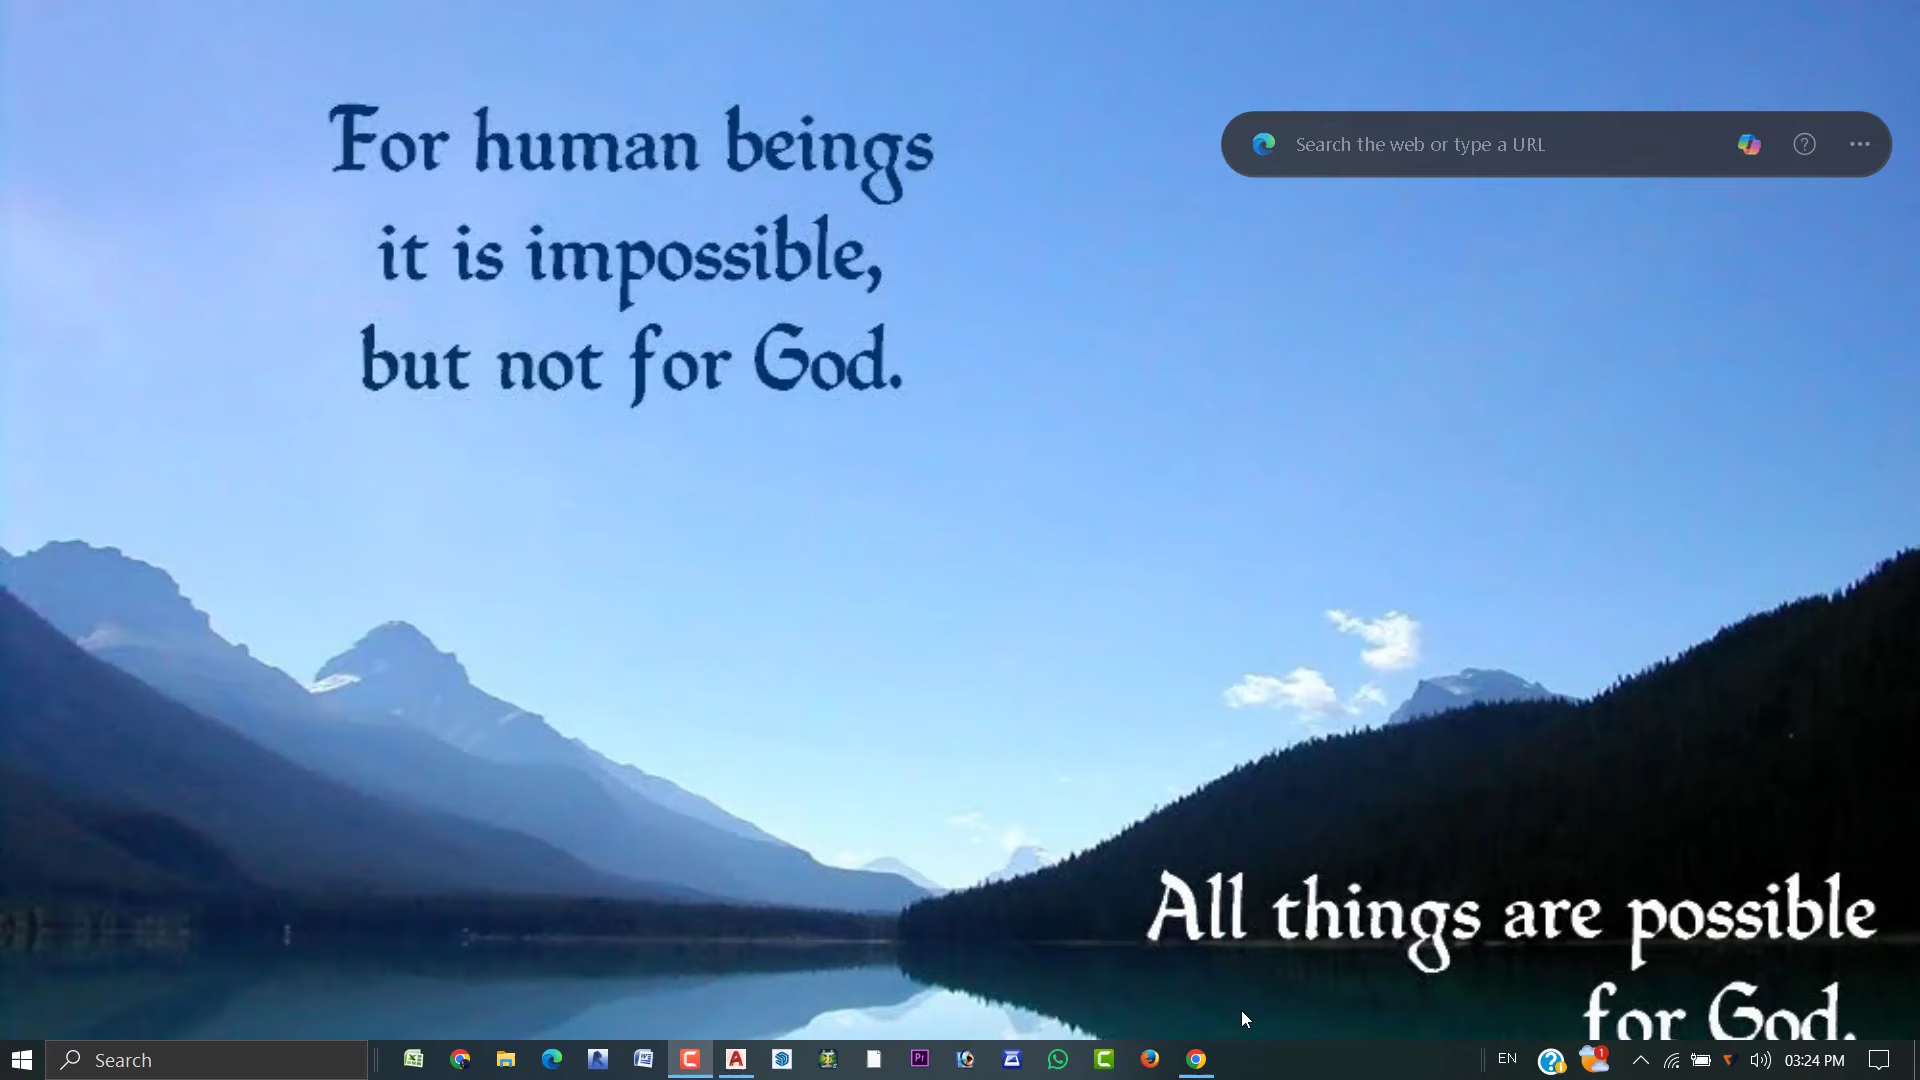 For human beings
it is impossible,
but not for God.
Search the web or type a URL
All things are possible
for God.
Search
EN
1
03:24 PM